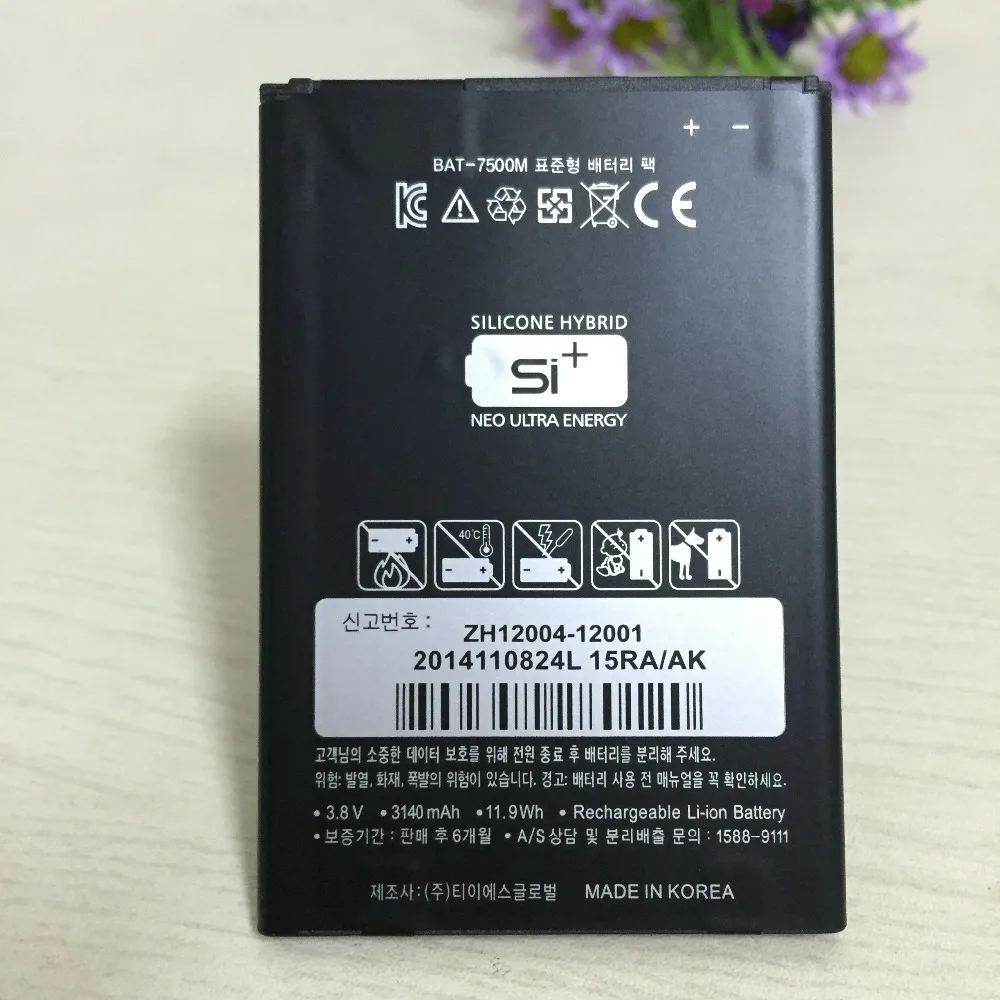 + −
BAT-7500M 표준형 배터리 팩
SILICONE HYBRID
Si+
NEO ULTRA ENERGY
40℃
신고번호 : ZH12004-12001
2014110824L 15RA/AK
고객님의 소중한 데이터 보호를 위해 전원 종료 후 배터리를 분리해 주세요.
위험: 발열, 화재, 폭발의 위험이 있습니다. 경고: 배터리 사용 전 매뉴얼을 꼭 확인하세요.
• 3.8 V • 3140 mAh • 11.9 Wh • Rechargeable Li-ion Battery
• 보증기간 : 판매 후 6개월 • A/S 상담 및 분리배출 문의 : 1588-9111
제조사 : (주)티이에스글로벌 MADE IN KOREA